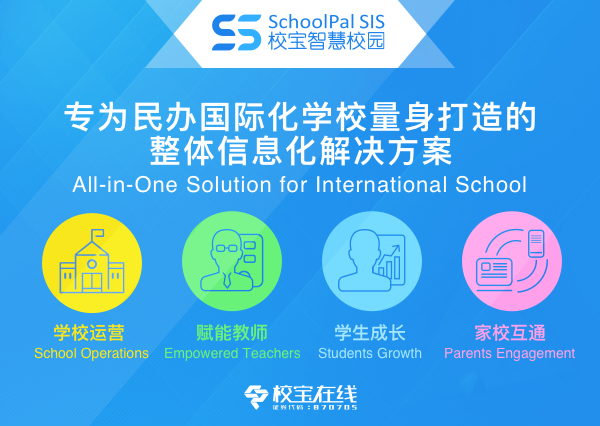 SchoolPal SIS
校宝智慧校园
专为民办国际化学校量身打造的
整体信息化解决方案
All-in-One Solution for International School
学校运营
School Operations
赋能教师
Empowered Teachers
学生成长
Students Growth
家校互通
Parents Engagement
校宝在线
证券代码:870705